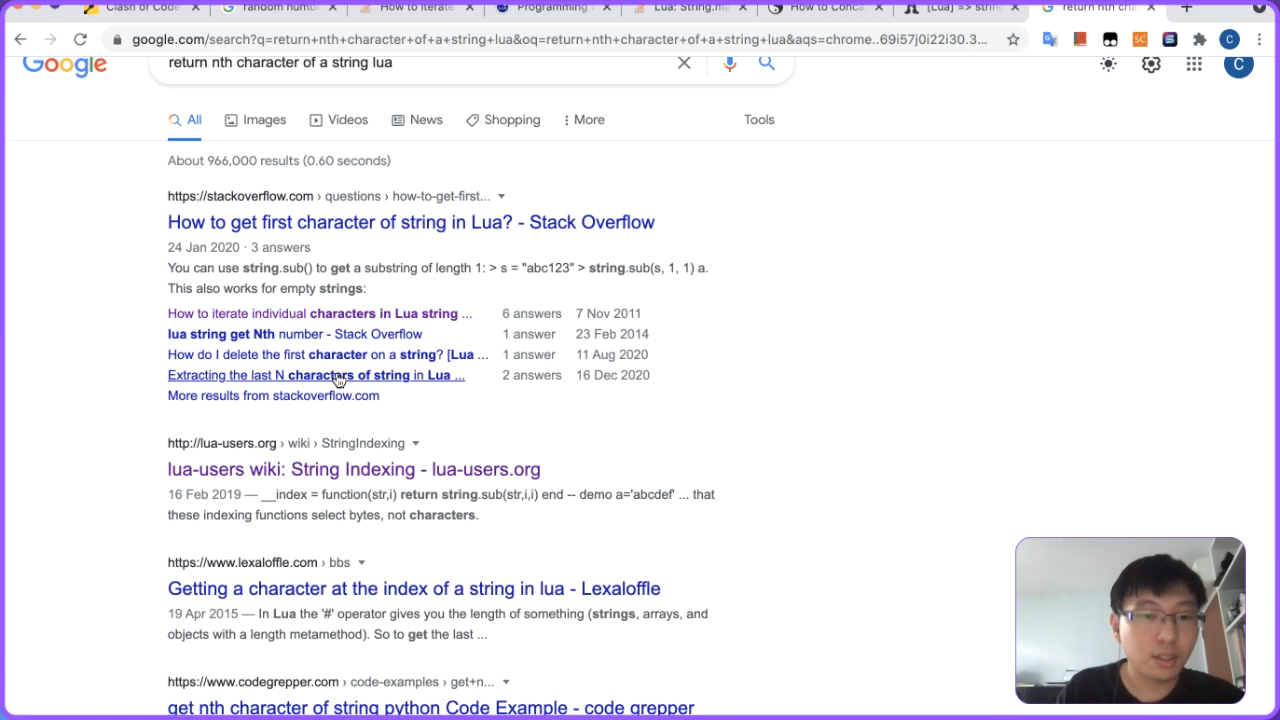 Clash of Code
random num
How to iterate
Programming
Lua: String.ma
How to Conca
[Lua] => strin
return nth cha
google.com/search?q=return+nth+character+of+a+string+lua&oq=return+nth+character+of+a+string+lua&aqs=chrome..69i57j0i22i30.3...
C
Google
return nth character of a string lua
C
All
Images
Videos
News
Shopping
More
Tools
About 966,000 results (0.60 seconds)
https://stackoverflow.com › questions › how-to-get-first...
How to get first character of string in Lua? - Stack Overflow
24 Jan 2020 · 3 answers
You can use string.sub() to get a substring of length 1: > s = "abc123" > string.sub(s, 1, 1) a.
This also works for empty strings:
How to iterate individual characters in Lua string ... 6 answers 7 Nov 2011
lua string get Nth number - Stack Overflow 1 answer 23 Feb 2014
How do I delete the first character on a string? [Lua ... 1 answer 11 Aug 2020
Extracting the last N characters of string in Lua ... 2 answers 16 Dec 2020
More results from stackoverflow.com
http://lua-users.org › wiki › StringIndexing
lua-users wiki: String Indexing - lua-users.org
16 Feb 2019 — __index = function(str,i) return string.sub(str,i,i) end -- demo a='abcdef' ... that
these indexing functions select bytes, not characters.
https://www.lexaloffle.com › bbs
Getting a character at the index of a string in lua - Lexaloffle
19 Apr 2015 — In Lua the '#' operator gives you the length of something (strings, arrays, and
objects with a length metamethod). So to get the last ...
https://www.codegrepper.com › code-examples › get+n...
get nth character of string python Code Example - code grepper